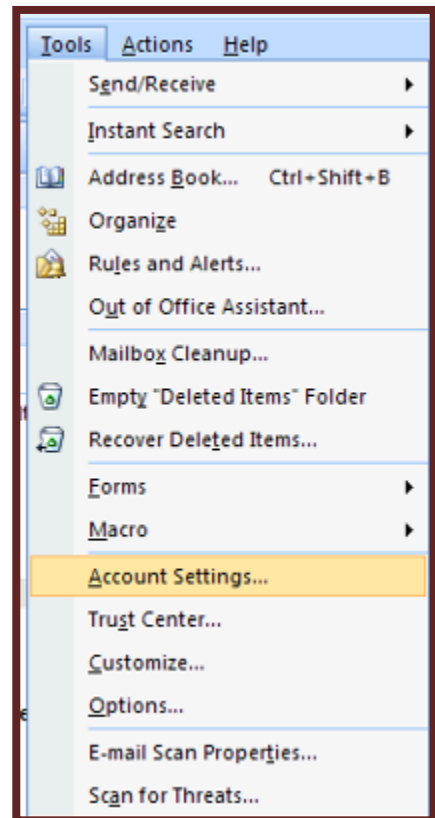 Tools Actions Help
Send/Receive
Instant Search
Address Book... Ctrl+Shift+B
Organize
Rules and Alerts...
Out of Office Assistant...
Mailbox Cleanup...
Empty "Deleted Items" Folder
Recover Deleted Items...
Forms
Macro
Account Settings...
Trust Center...
Customize...
Options...
E-mail Scan Properties...
Scan for Threats...